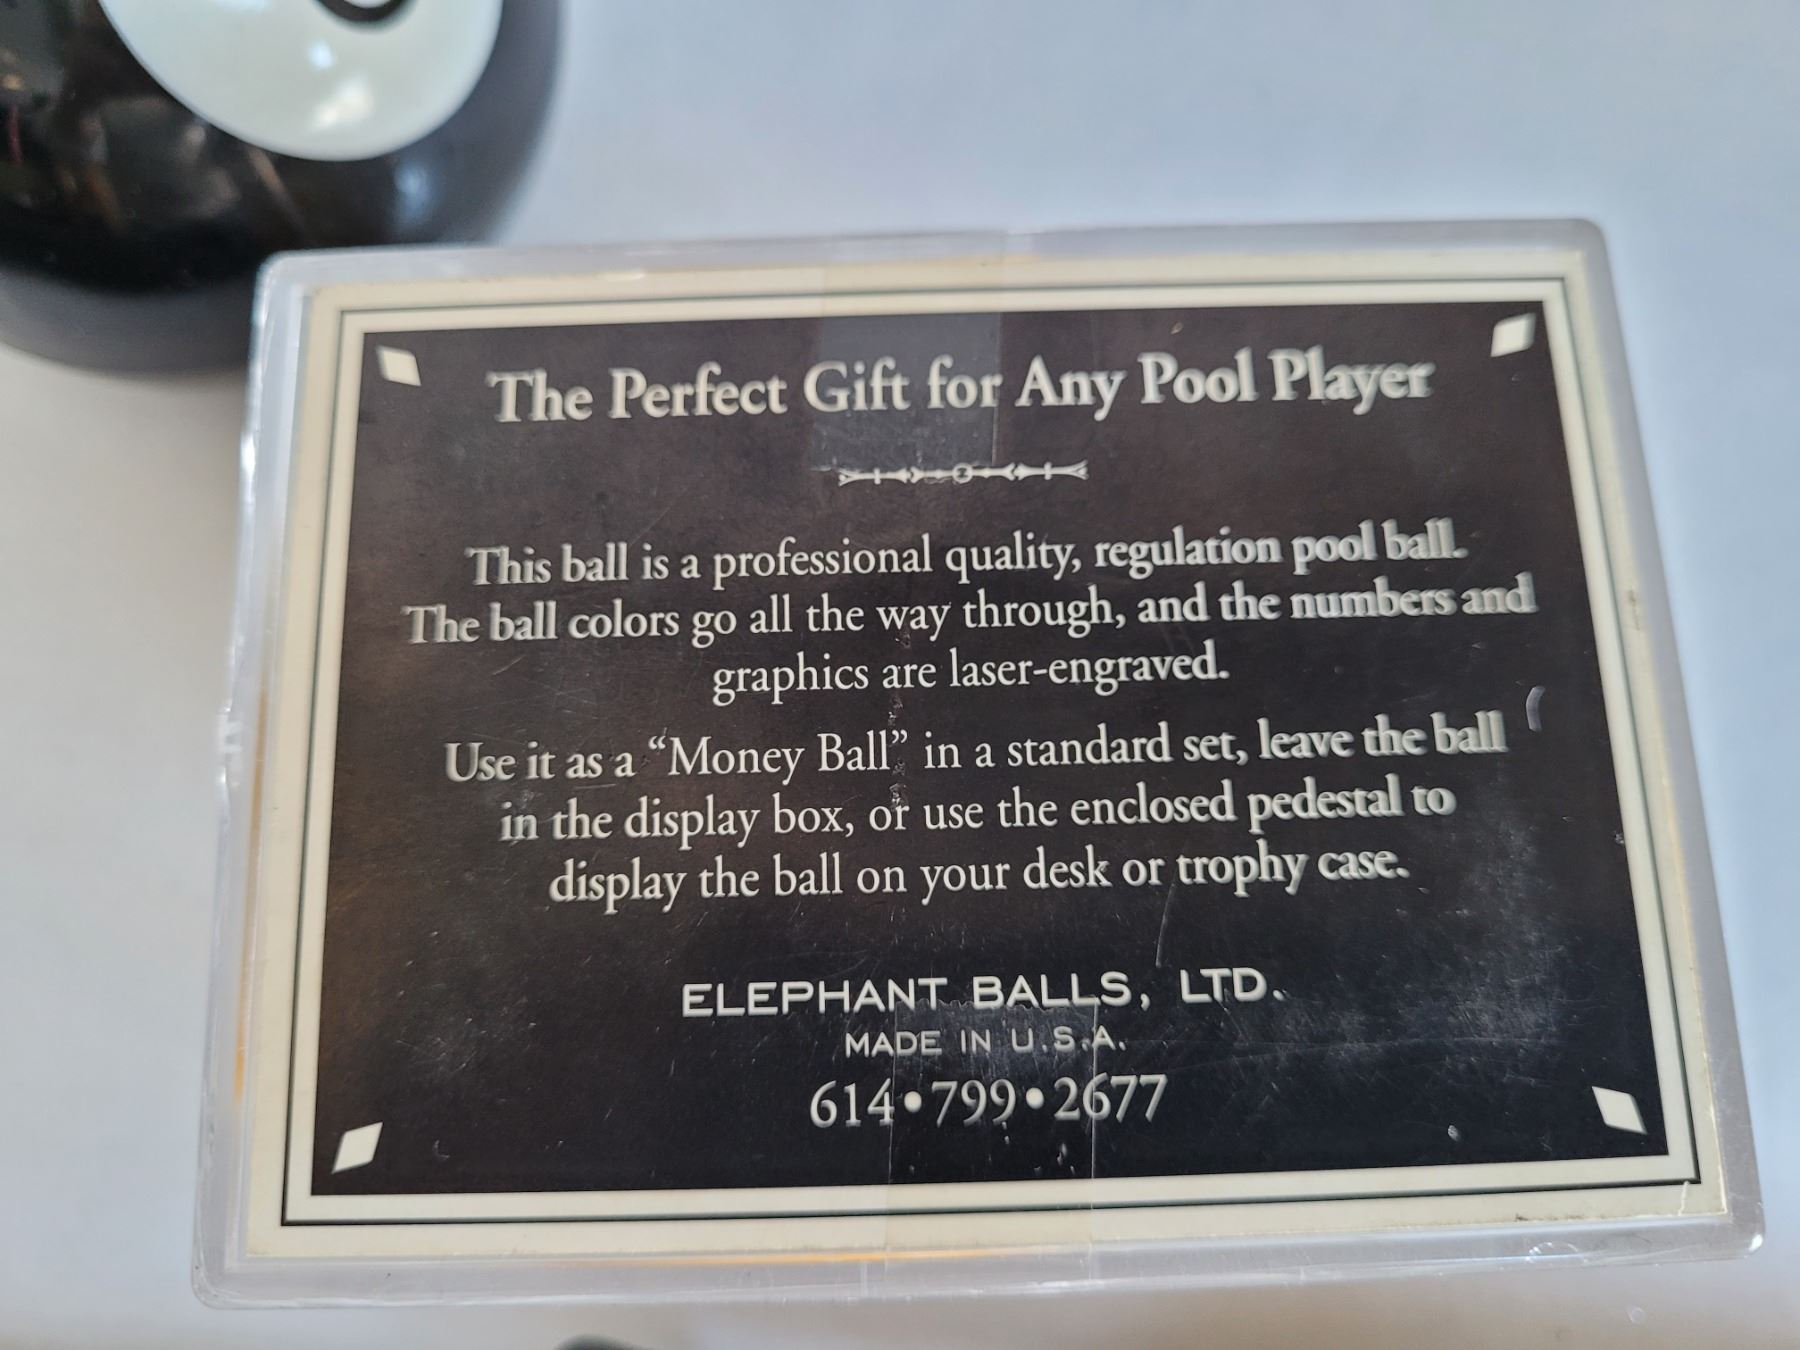 The Perfect Gift for Any Pool Player
This ball is a professional quality, regulation pool ball.
The ball colors go all the way through, and the numbers and
graphics are laser-engraved.
Use it as a “Money Ball” in a standard set, leave the ball
in the display box, or use the enclosed pedestal to
display the ball on your desk or trophy case.
ELEPHANT BALLS, LTD.
MADE IN U.S.A.
614•799•2677